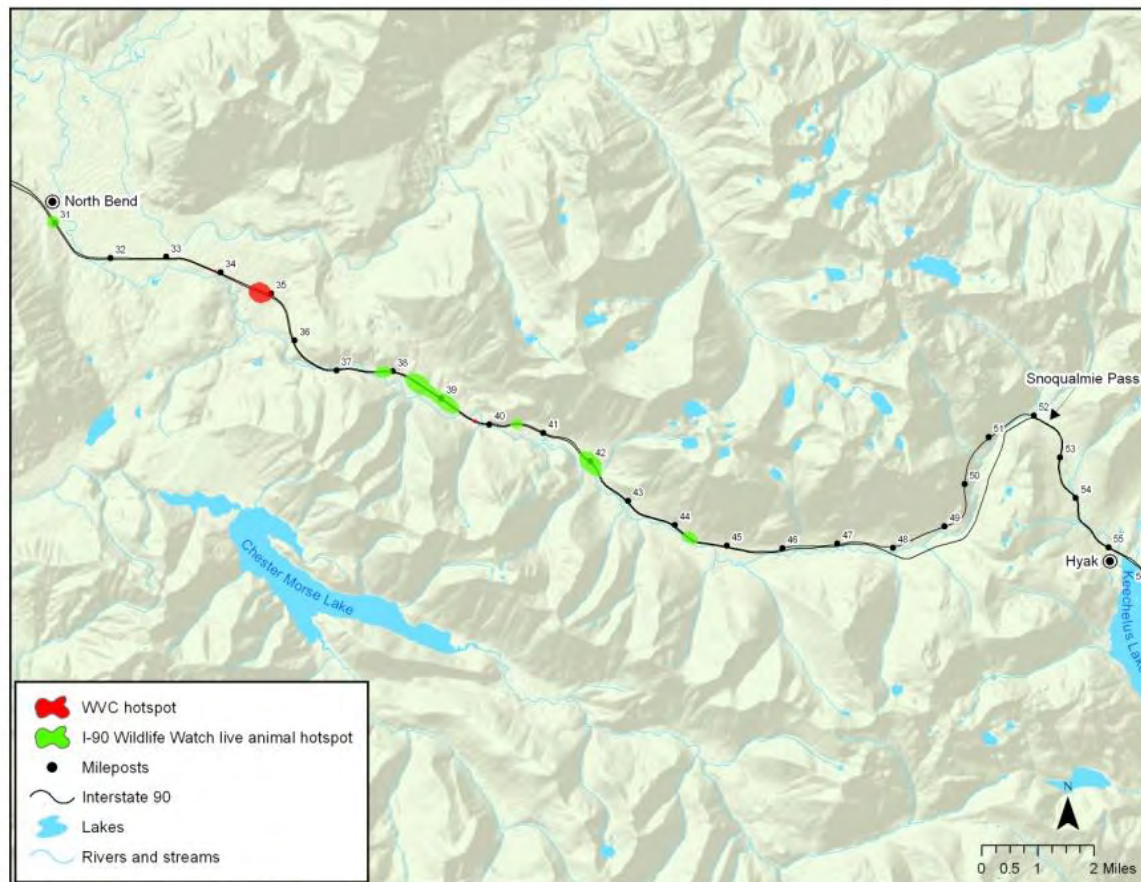 North Bend
31
32
33
34
35
36
37
38
39
40
41
42
43
44
45
46
47
48
49
50
51
52
Snoqualmie Pass
53
54
55
Hyak
Keechelus Lake
Chester Morse Lake
WVC hotspot
I-90 Wildlife Watch live animal hotspot
Mileposts
Interstate 90
Lakes
Rivers and streams
N
0 0.5 1 2 Miles